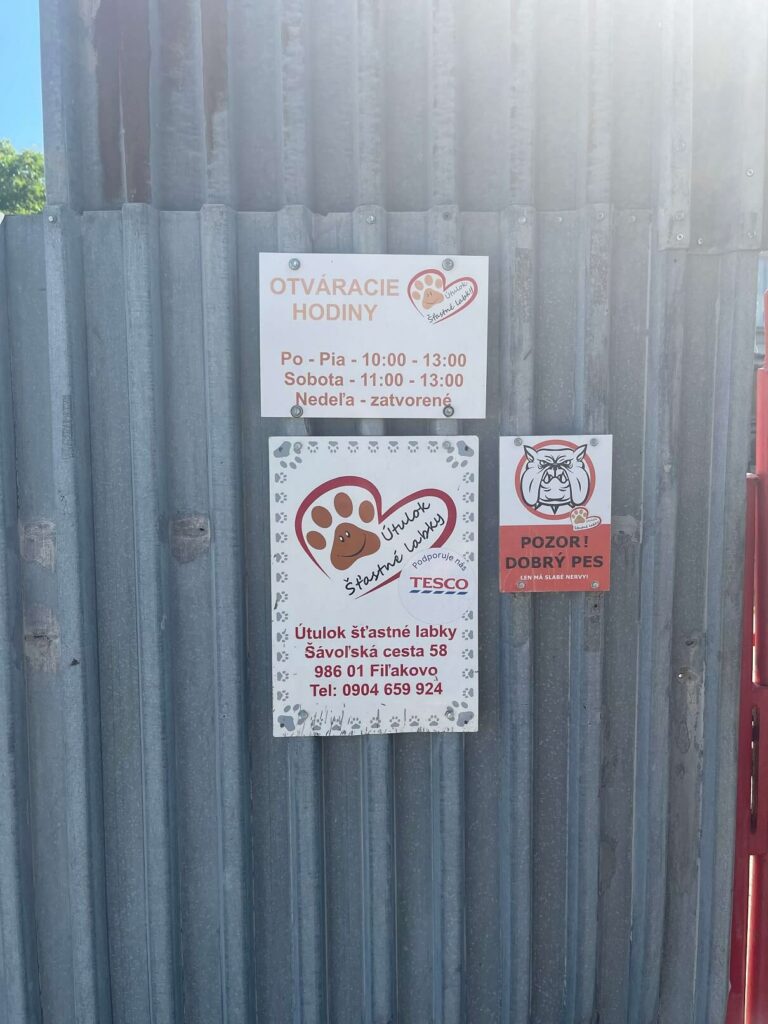 OTVÁRACIE
HODINY
Útulok
Šťastné labky
Po - Pia - 10:00 - 13:00
Sobota - 11:00 - 13:00
Nedeľa - zatvorené
Útulok
Šťastné labky
Podporuje nás
TESCO
Útulok šťastné labky
Šávoľská cesta 58
986 01 Fiľakovo
Tel: 0904 659 924
POZOR!
DOBRÝ PES
LEN MÁ SLABÉ NERVY!